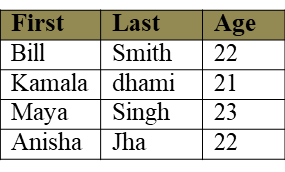 First Last Age
Bill Smith 22
Kamala dhami 21
Maya Singh 23
Anisha Jha 22